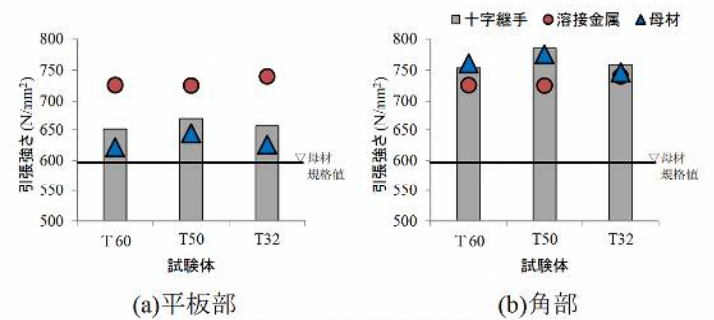 十字継手 溶接金属 母材
引張強さ (N/mm²)
800
750
700
650
600
550
500
▽母材
規格値
T60 T50 T32
試験体
(a)平板部
引張強さ (N/mm²)
800
750
700
650
600
550
500
▽母材
規格値
T60 T50 T32
試験体
(b)角部